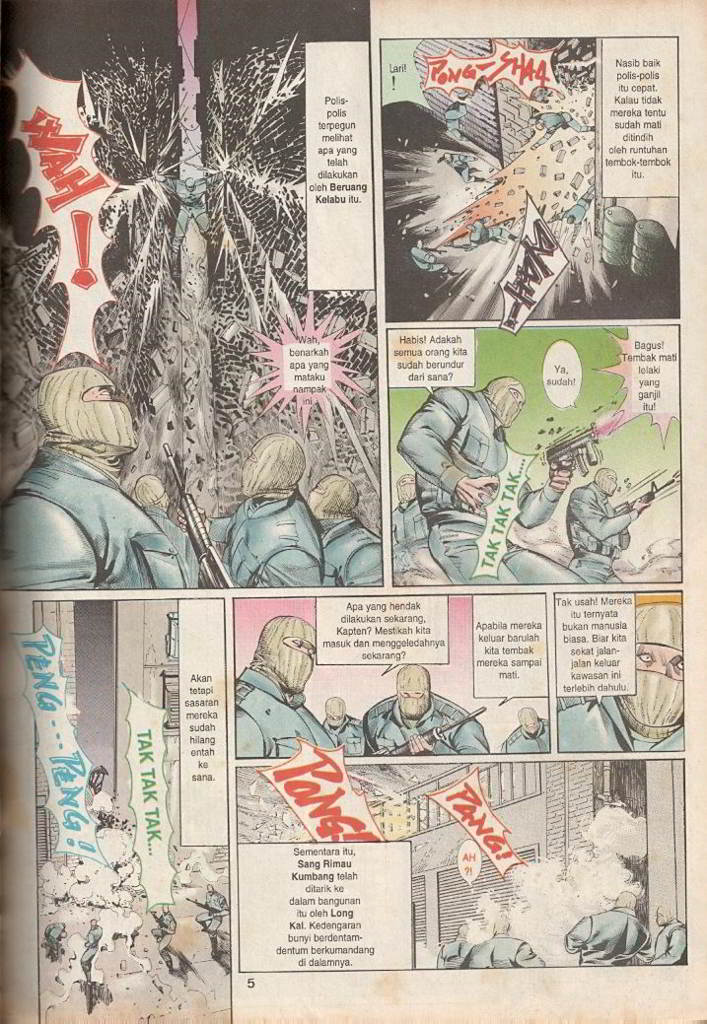 WAH!
Polis-
polis
terpegun
melihat
apa yang
telah
dilakukan
oleh Beruang
Kelabu itu.
Wah,
benarkah
apa yang
mataku
nampak
ini
Lari!
PONG-SHAA
Nasib baik
polis-polis
itu cepat.
Kalau tidak
mereka tentu
sudah mati
ditindih
oleh runtuhan
tembok-tembok
itu.
WAH..
Habis! Adakah
semua orang kita
sudah berundur
dari sana?
Ya,
sudah!
Bagus!
Tembak mati
lelaki
yang
ganjil
itu!
TAK TAK TAK...
PENG---PENG!
TAK TAK TAK...
Akan
tetapi
sasaran
mereka
sudah
hilang
entah
ke
sana.
Apa yang hendak
dilakukan sekarang,
Kapten? Mestikah kita
masuk dan menggeledahnya
sekarang?
Apabila mereka
keluar barulah
kita tembak
mereka sampai
mati.
Tak usah! Mereka
itu ternyata
bukan manusia
biasa. Biar kita
sekat jalan-
jalan keluar
kawasan ini
terlebih dahulu.
PONG!
PANG!
AH
?!
Sementara itu,
Sang Rimau
Kumbang telah
ditarik ke
dalam bangunan
itu oleh Long
Kal. Kedengaran
bunyi berdentam-
dentum berkumandang
di dalamnya.
5